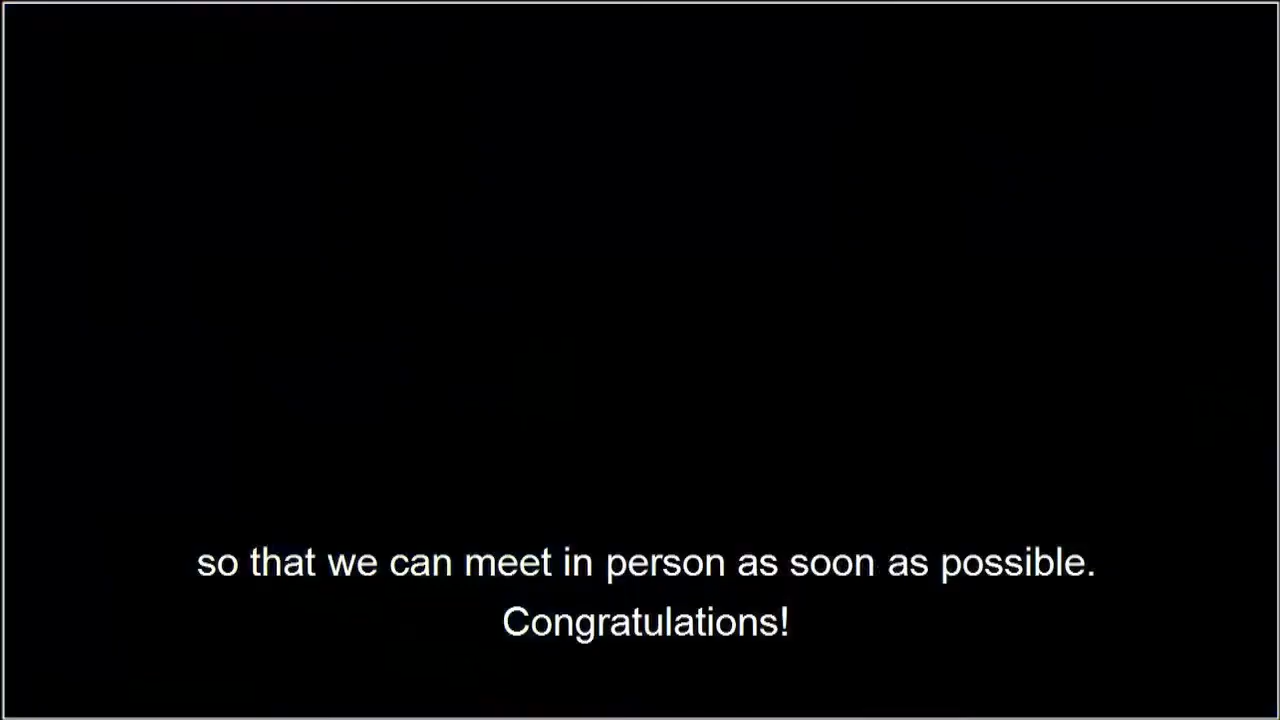 so that we can meet in person as soon as possible.
Congratulations!